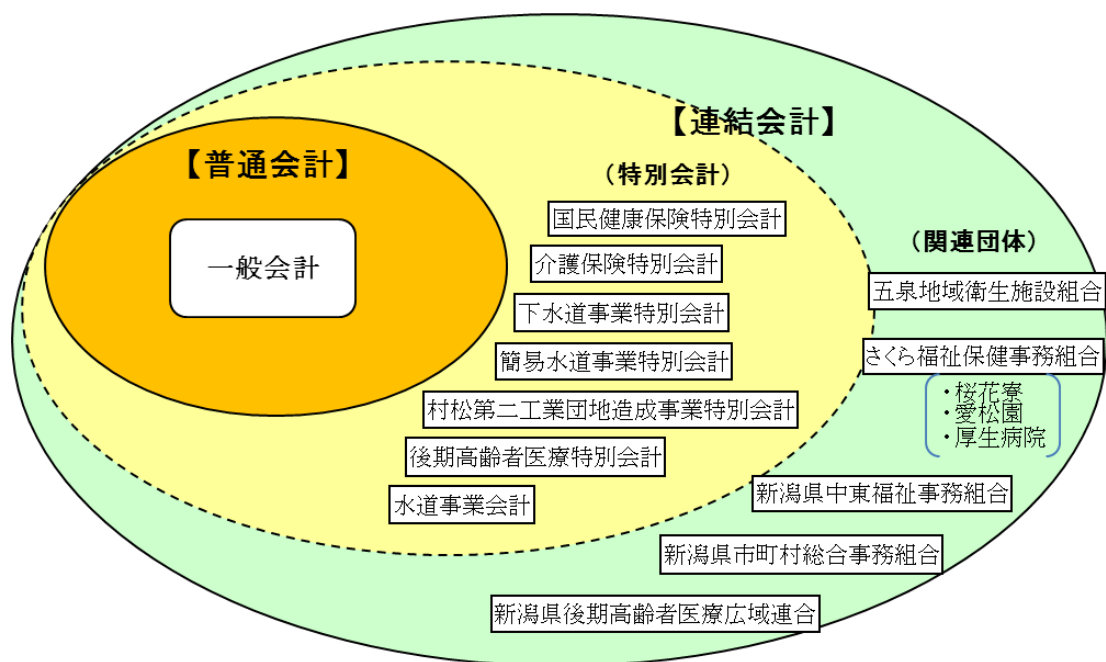 【連結会計】
【普通会計】
一般会計
（特別会計）
国民健康保険特別会計
介護保険特別会計
下水道事業特別会計
簡易水道事業特別会計
村松第二工業団地造成事業特別会計
後期高齢者医療特別会計
水道事業会計
（関連団体）
五泉地域衛生施設組合
さくら福祉保健事務組合
・桜花寮
・愛松園
・厚生病院
新潟県中東福祉事務組合
新潟県市町村総合事務組合
新潟県後期高齢者医療広域連合